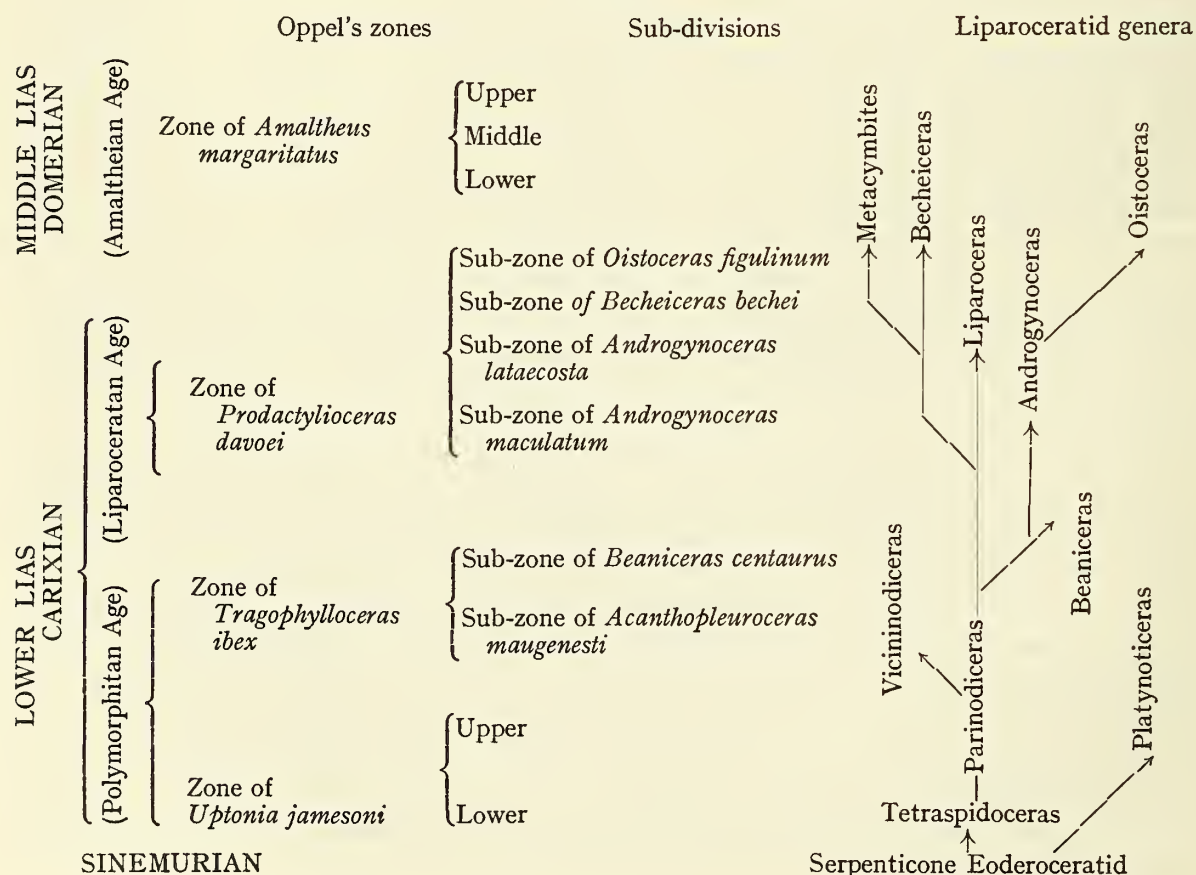 Oppel's zones
Sub-divisions
Liparoceratid genera
MIDDLE LIAS
DOMERIAN
(Amaltheian Age)
Zone of Amaltheus
margaritatus
Upper
Middle
Lower
LOWER LIAS
CARIXIAN
(Liparoceratan Age)
Zone of
Prodactylioceras
davoei
Sub-zone of Oistoceras figulinum
Sub-zone of Becheiceras bechei
Sub-zone of Androgynoceras
lataecosta
Sub-zone of Androgynoceras
maculatum
(Polymorphitan Age)
Zone of
Tragophylloceras
ibex
Sub-zone of Beaniceras centaurus
Sub-zone of Acanthopleuroceras
maugenesti
Zone of
Uptonia jamesoni
Upper
Lower
SINEMURIAN
Metacymbites
Becheiceras
Liparoceras
Androgynoceras
Oistoceras
Beaniceras
Vicininodiceras
Parinodiceras
Platynoticeras
Tetraspidoceras
Serpenticone Eoderoceratid